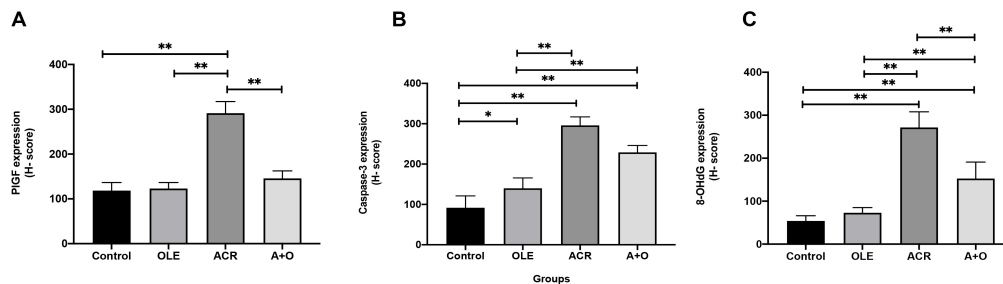 A
PIGF expression
(H- score)
400
300
200
100
0
**
**
**
Control OLE ACR A+O
B
Caspase-3 expression
(H- score)
400
300
200
100
0
**
**
**
**
*
Control OLE ACR A+O
Groups
C
8-OHdG expression
(H- score)
400
300
200
100
0
**
**
**
**
**
Control OLE ACR A+O